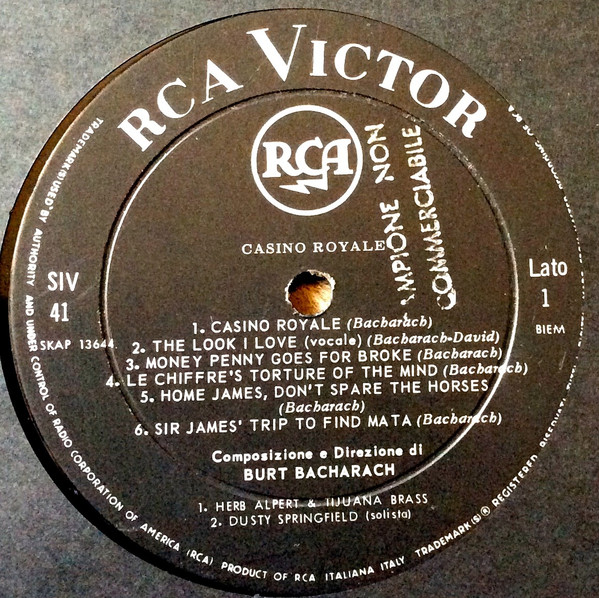 RCA VICTOR
RCA
CASINO ROYALE
MPIONE NON
COMMERCIABILE
SIV
41
SKAP 13644
Lato
1
BIEM
1. CASINO ROYALE (Bacharach)
2. THE LOOK I LOVE (vocale) (Bacharach-David)
3. MONEY PENNY GOES FOR BROKE (Bacharach)
4. LE CHIFFRE'S TORTURE OF THE MIND (Bacharach)
5. HOME JAMES, DON'T SPARE THE HORSES
(Bacharach)
6. SIR JAMES' TRIP TO FIND MATA (Bacharach)
Composizione e Direzione di
BURT BACHARACH
1. HERB ALPERT & TIJUANA BRASS
2. DUSTY SPRINGFIELD (solista)
TRADEMARK(S) USED BY AUTHORITY AND UNDER CONTROL OF RADIO CORPORATION OF AMERICA (RCA) PRODUCT OF RCA ITALIANA ITALY TRADEMARK(S) ® REGISTERED